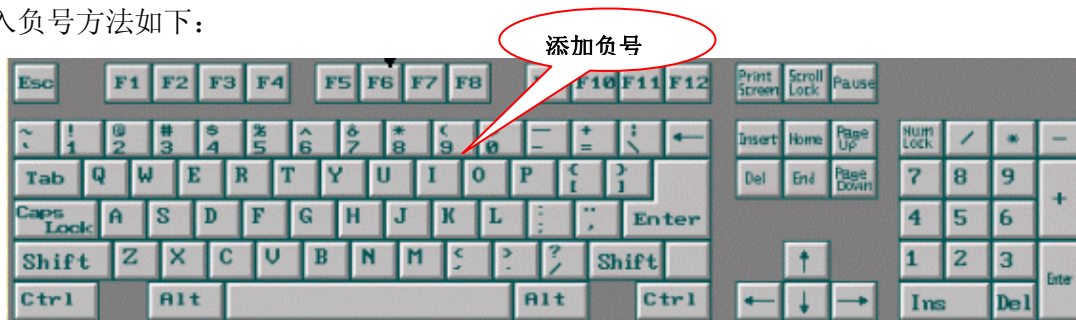 入负号方法如下：
添加负号
Esc F1 F2 F3 F4 F5 F6 F7 F8 F10 F11 F12 Print Screen Scroll Lock Pause
~ ` ! 1 @ 2 # 3 $ 4 % 5 ^ 6 & 7 * 8 ( 9 0 — - + = \ ← Insert Home Page Up Num Lock / * −
Tab Q W E R T Y U I O P { [ } ] Del End Page Down 7 8 9 +
Caps Lock A S D F G H J K L : ; " , Enter 4 5 6
Shift Z X C V B N M < , > . ? / Shift ↑ 1 2 3 Enter
Ctrl Alt Alt Ctrl ← ↓ → Ins Del